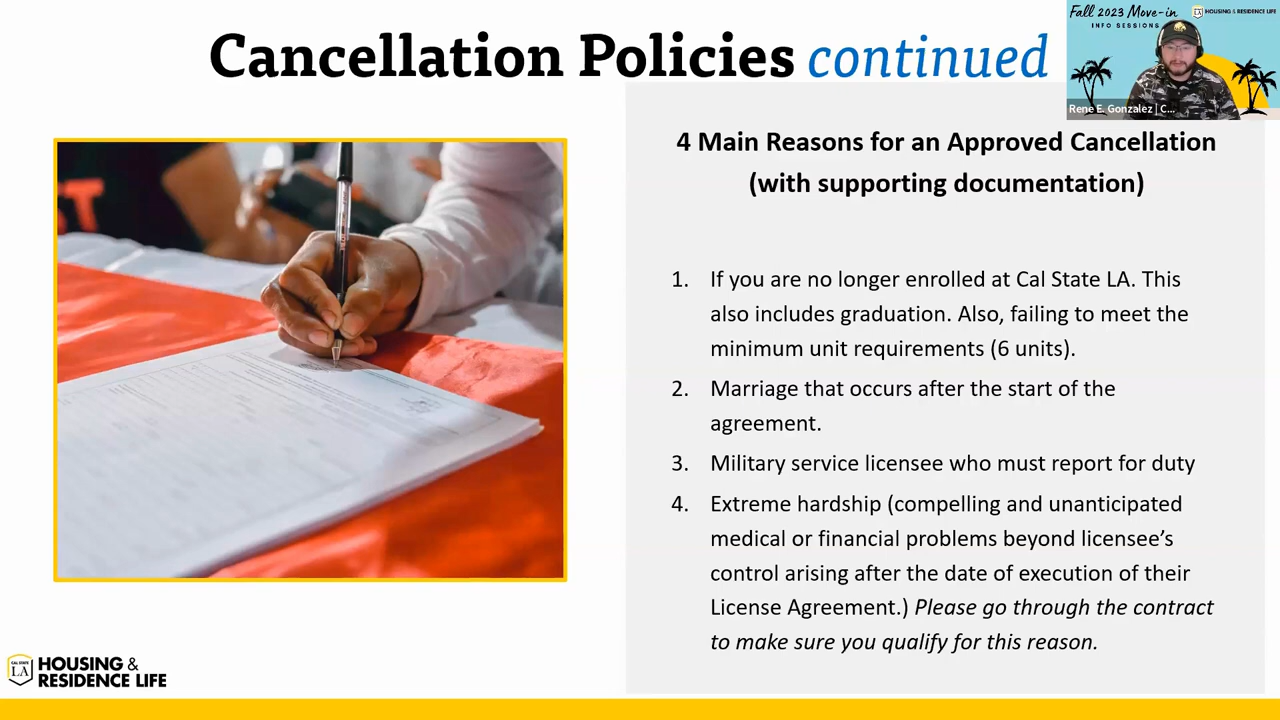 Cancellation Policies continued
Fall 2023 Move-in
INFO SESSIONS
LA HOUSING & RESIDENCE LIFE
Rene E. Gonzalez | C...
4 Main Reasons for an Approved Cancellation
(with supporting documentation)
1. If you are no longer enrolled at Cal State LA. This
also includes graduation. Also, failing to meet the
minimum unit requirements (6 units).
2. Marriage that occurs after the start of the
agreement.
3. Military service licensee who must report for duty
4. Extreme hardship (compelling and unanticipated
medical or financial problems beyond licensee's
control arising after the date of execution of their
License Agreement.) Please go through the contract
to make sure you qualify for this reason.
CAL STATE
LA
HOUSING &
RESIDENCE LIFE